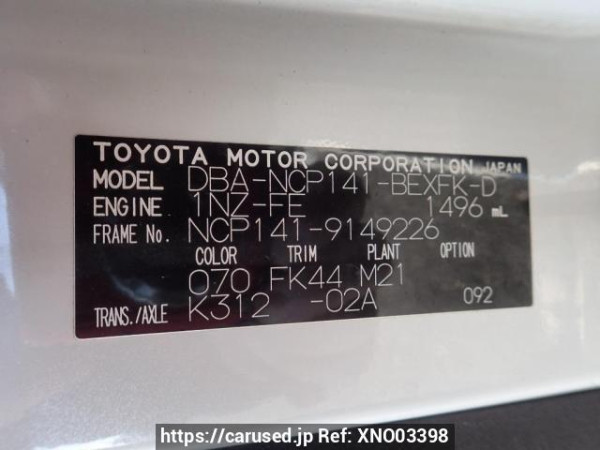 TOYOTA MOTOR CORPORATION JAPAN
MODEL DBA-NCP141-BEXFK-D
ENGINE 1NZ-FE 1496 mL
FRAME No. NCP141-9149226
COLOR TRIM PLANT OPTION
070 FK44 M21
TRANS./AXLE K312 -02A 092
https://carused.jp Ref: XNO03398